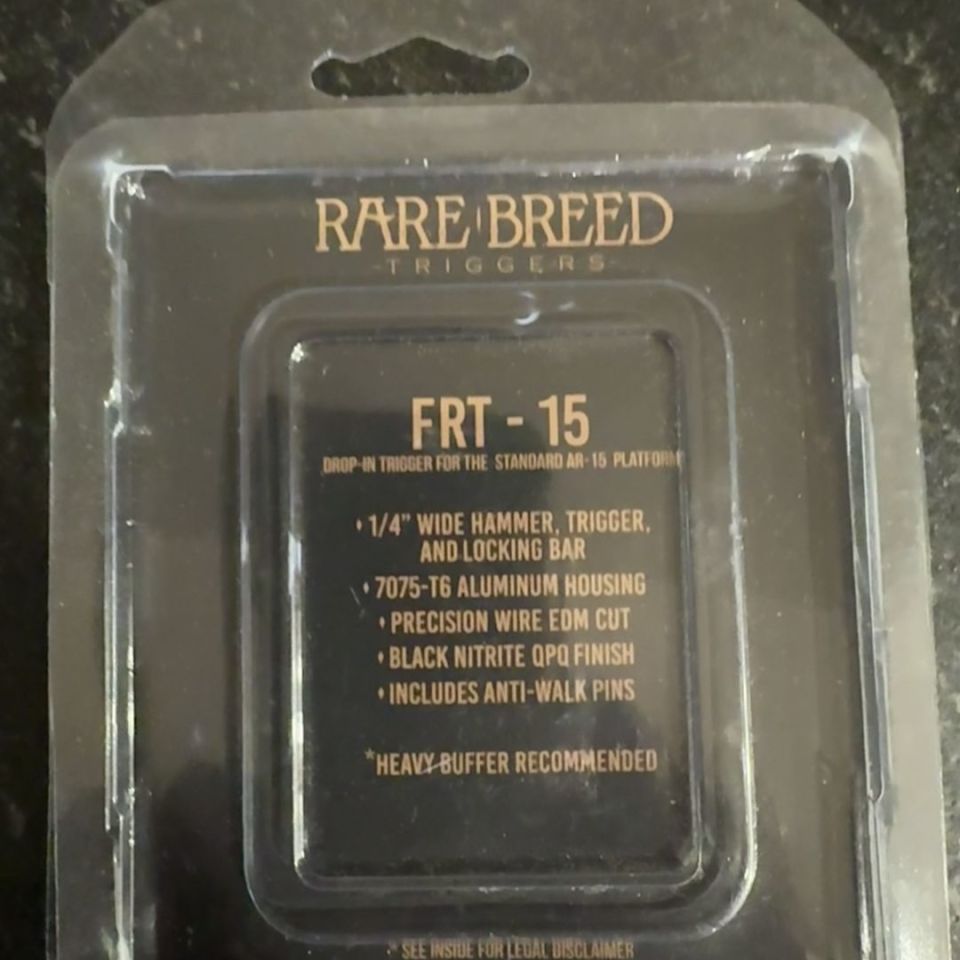 RARE BREED
-TRIGGERS-
FRT - 15
DROP-IN TRIGGER FOR THE STANDARD AR-15 PLATFORM
• 1/4" WIDE HAMMER, TRIGGER,
AND LOCKING BAR
• 7075-T6 ALUMINUM HOUSING
• PRECISION WIRE EDM CUT
• BLACK NITRITE QPQ FINISH
• INCLUDES ANTI-WALK PINS
*HEAVY BUFFER RECOMMENDED
* SEE INSIDE FOR LEGAL DISCLAIMER